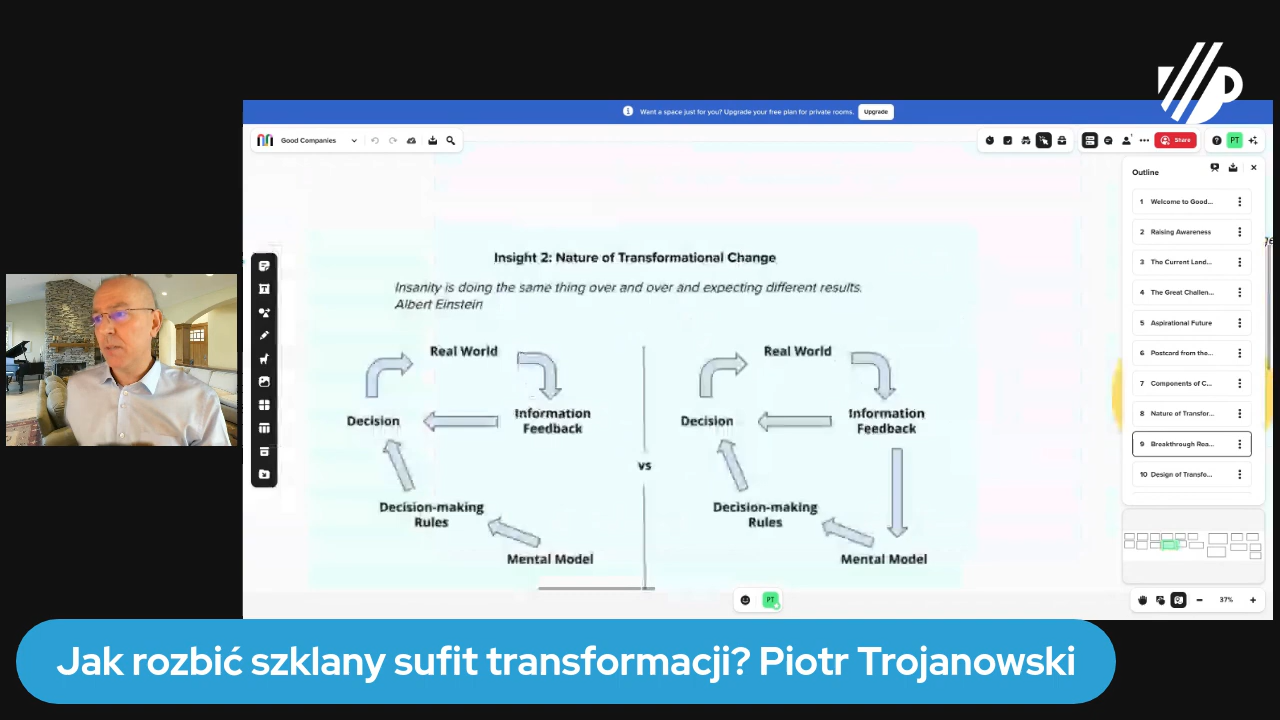 Want a space just for you? Upgrade your free plan for private rooms.
Upgrade
Good Companies
Share
PT
Outline
1 Welcome to Good...
2 Raising Awareness
3 The Current Land...
4 The Great Challen...
5 Aspirational Future
6 Postcard from the...
7 Components of C...
8 Nature of Transfor...
9 Breakthrough Rea...
10 Design of Transfo...
Insight 2: Nature of Transformational Change
Insanity is doing the same thing over and over and expecting different results.
Albert Einstein
Real World
Decision
Information
Feedback
Decision-making
Rules
Mental Model
vs
Real World
Decision
Information
Feedback
Decision-making
Rules
Mental Model
PT
37%
Jak rozbić szklany sufit transformacji? Piotr Trojanowski